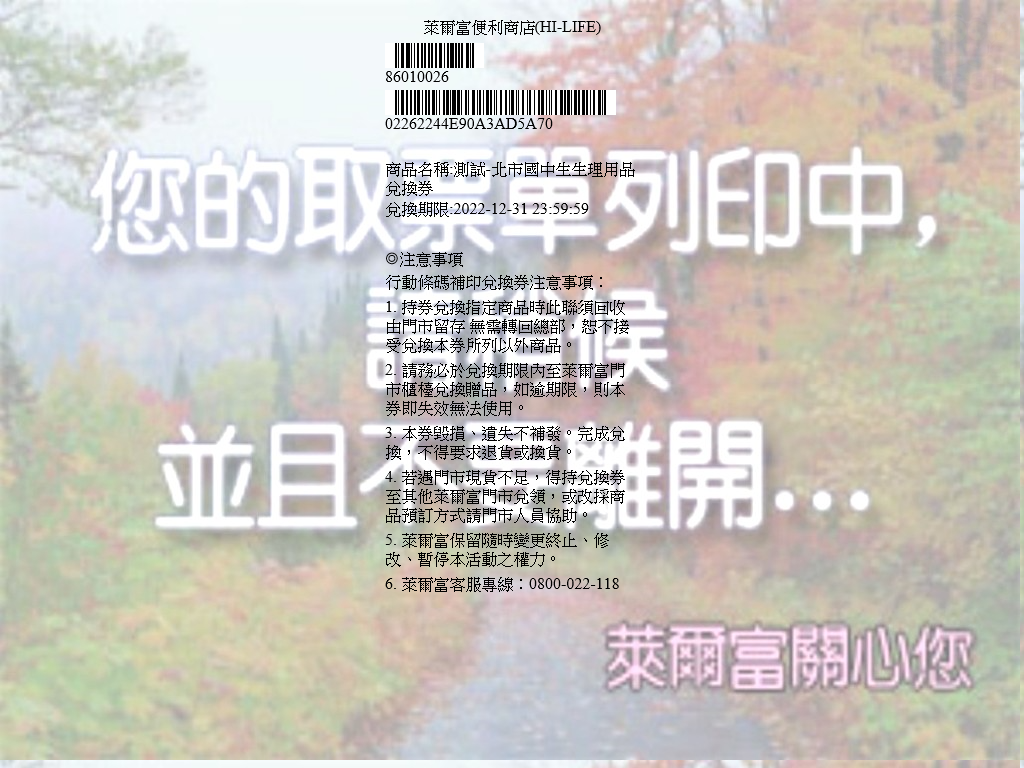 萊爾富便利商店(HI-LIFE)
86010026
02262244E90A3AD5A70
商品名稱:測試-北市國中生生理用品
兌換券
兌換期限:2022-12-31 23:59:59
◎注意事項
行動條碼補印兌換券注意事項：
1. 持券兌換指定商品時此聯須回收
由門市留存 無需轉回總部，恕不接
受兌換本券所列以外商品。
2. 請務必於兌換期限內至萊爾富門
市櫃檯兌換贈品，如逾期限，則本
券即失效無法使用。
3. 本券毀損、遺失不補發。完成兌
換，不得要求退貨或換貨。
4. 若遇門市現貨不足，得持兌換券
至其他萊爾富門市兌領，或改採商
品預訂方式請門市人員協助。
5. 萊爾富保留隨時變更終止、修
改、暫停本活動之權力。
6. 萊爾富客服專線：0800-022-118
您的取票單列印中,
請稍候
並且不要離開...
萊爾富關心您